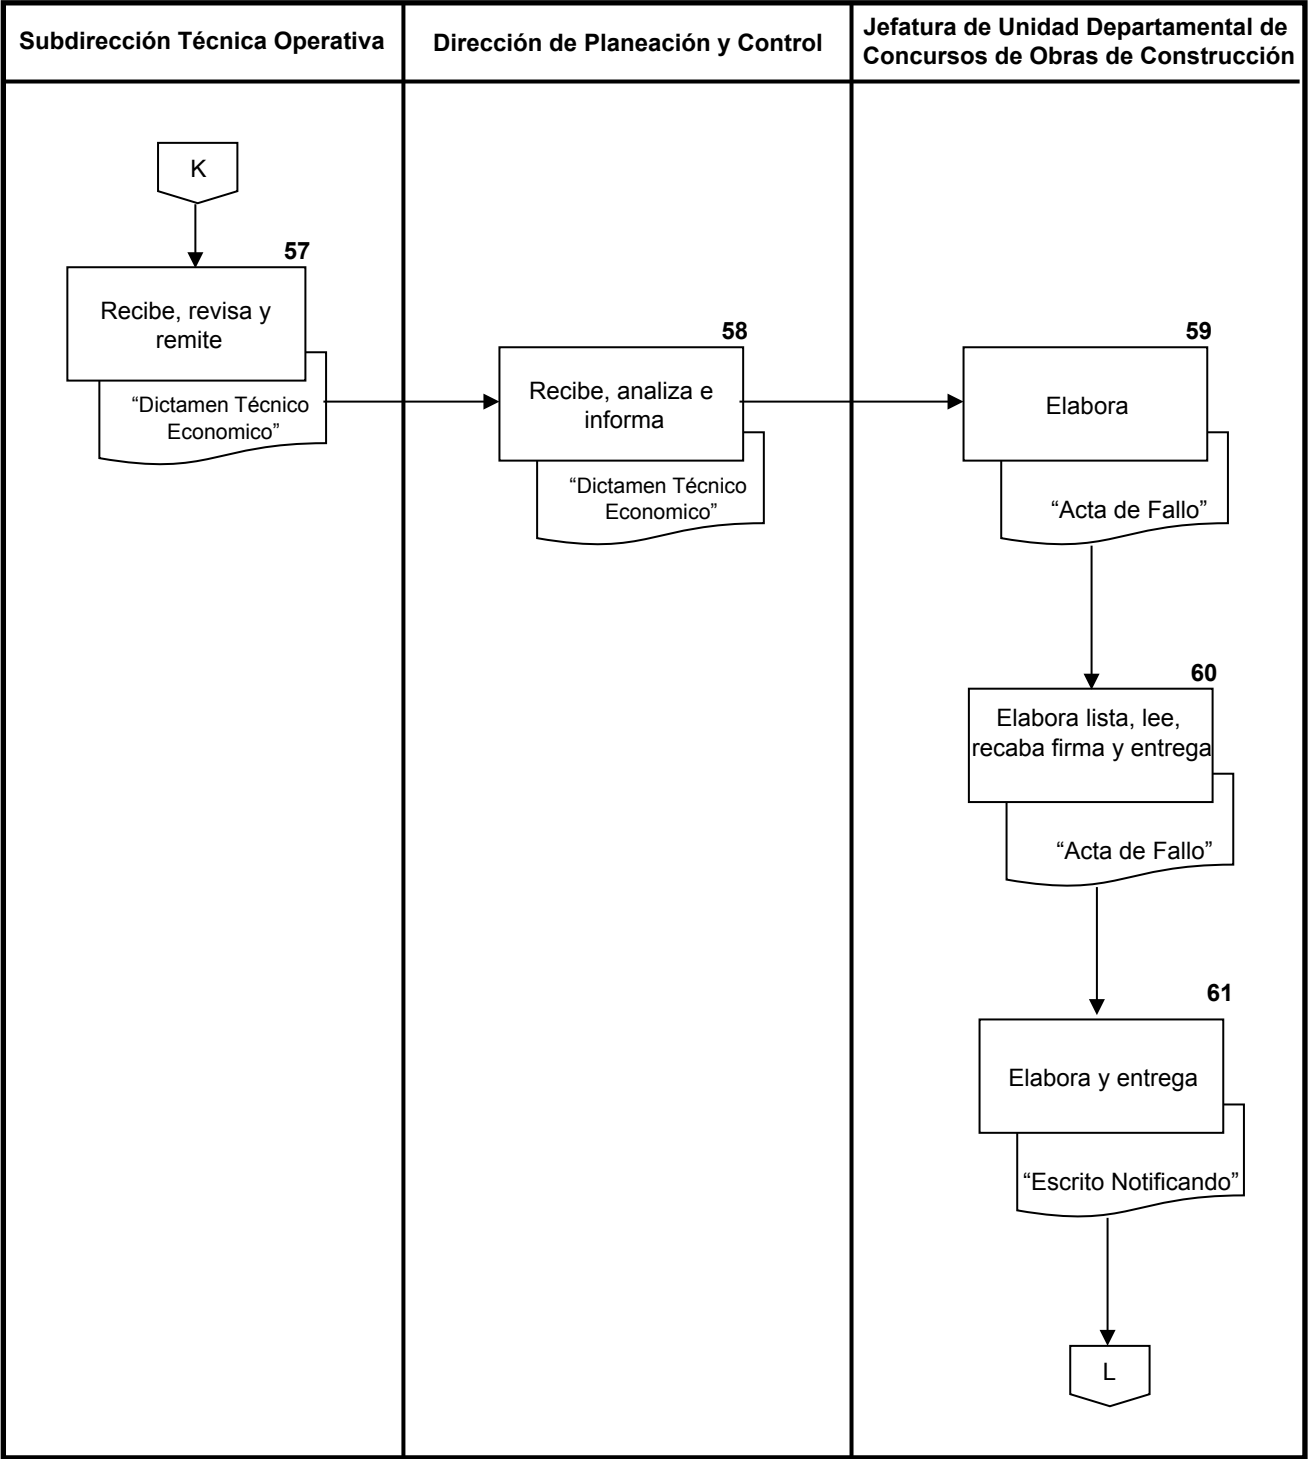 Subdirección Técnica Operativa
Dirección de Planeación y Control
Jefatura de Unidad Departamental de
Concursos de Obras de Construcción
K
57
Recibe, revisa y
remite
“Dictamen Técnico
Economico”
58
Recibe, analiza e
informa
“Dictamen Técnico
Economico”
59
Elabora
“Acta de Fallo”
60
Elabora lista, lee,
recaba firma y entrega
“Acta de Fallo”
61
Elabora y entrega
“Escrito Notificando”
L